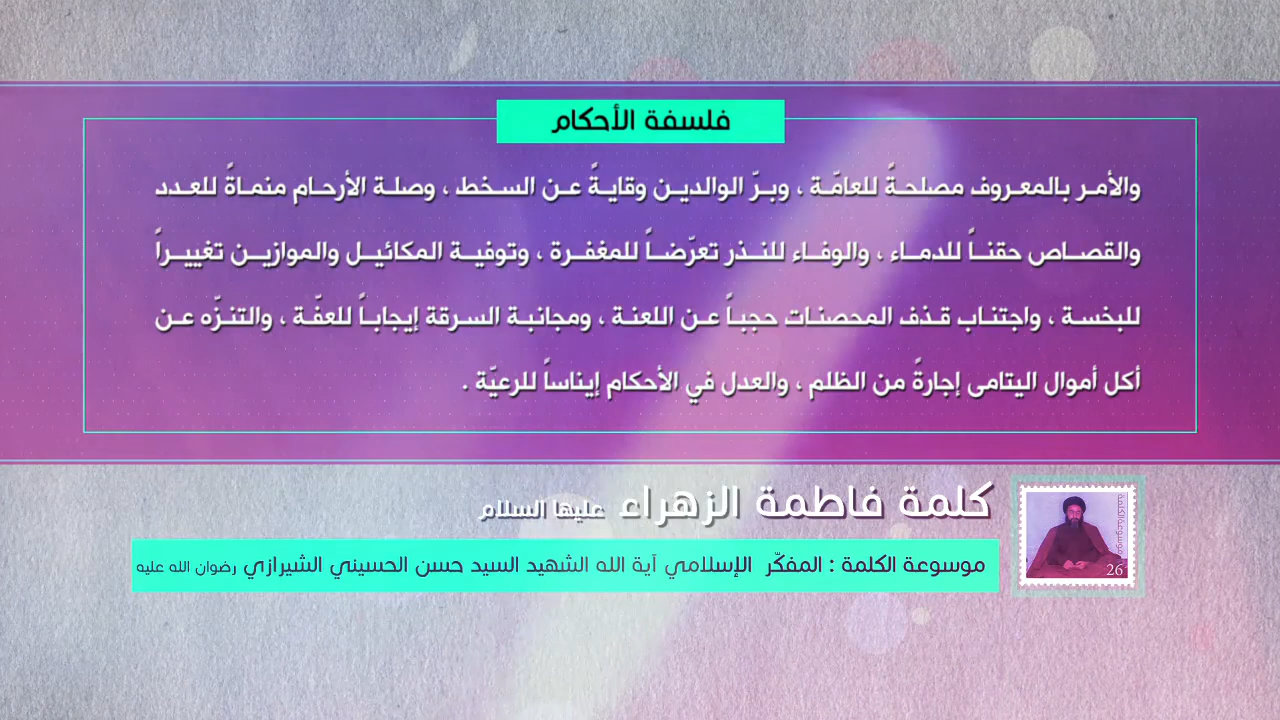 فلسفة الأحكام
والأمر بالمعروف مصلحةً للعامّة ، وبرّ الوالدين وقايةً عن السخط ، وصلة الأرحام منماةً للعدد
والقصاص حقناً للدماء ، والوفاء للنذر تعرّضاً للمغفرة ، وتوفية المكائيل والموازين تغييراً
للبخسة ، واجتناب قذف المحصنات حجباً عن اللعنة ، ومجانبة السرقة إيجاباً للعفّة ، والتنزّه عن
أكل أموال اليتامى إجارةً من الظلم ، والعدل في الأحكام إيناساً للرعيّة .
كلمة فاطمة الزهراء عليها السلام
موسوعة الكلمة : المفكّر الإسلامي آية الله الشهيد السيد حسن الحسيني الشيرازي رضوان الله عليه
موسوعة الكلمة
26